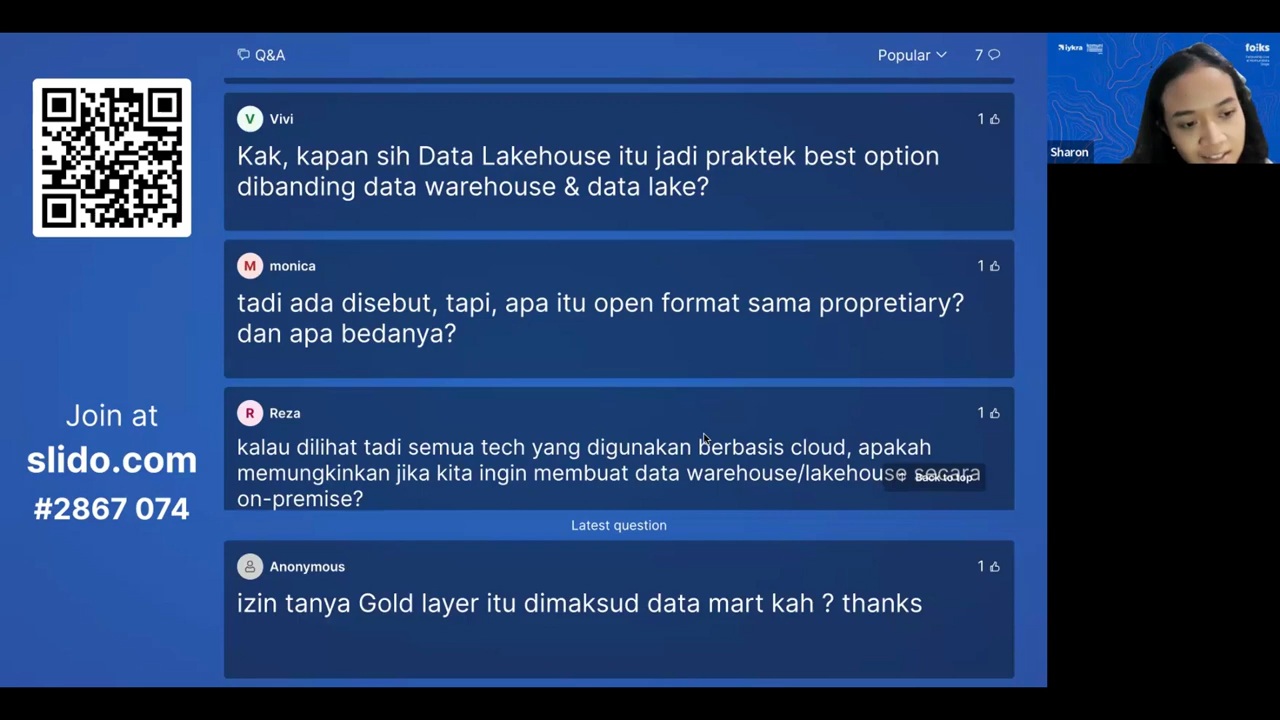 Q&A
Popular
7
V
Vivi
1
Kak, kapan sih Data Lakehouse itu jadi praktek best option
dibanding data warehouse & data lake?
M
monica
1
tadi ada disebut, tapi, apa itu open format sama propretiary?
dan apa bedanya?
R
Reza
1
kalau dilihat tadi semua tech yang digunakan berbasis cloud, apakah
memungkinkan jika kita ingin membuat data warehouse/lakehouse secara
on-premise?
Back to top
Latest question
Anonymous
1
izin tanya Gold layer itu dimaksud data mart kah ? thanks
Join at
slido.com
#2867 074
iykra
fo/ks
Sharon